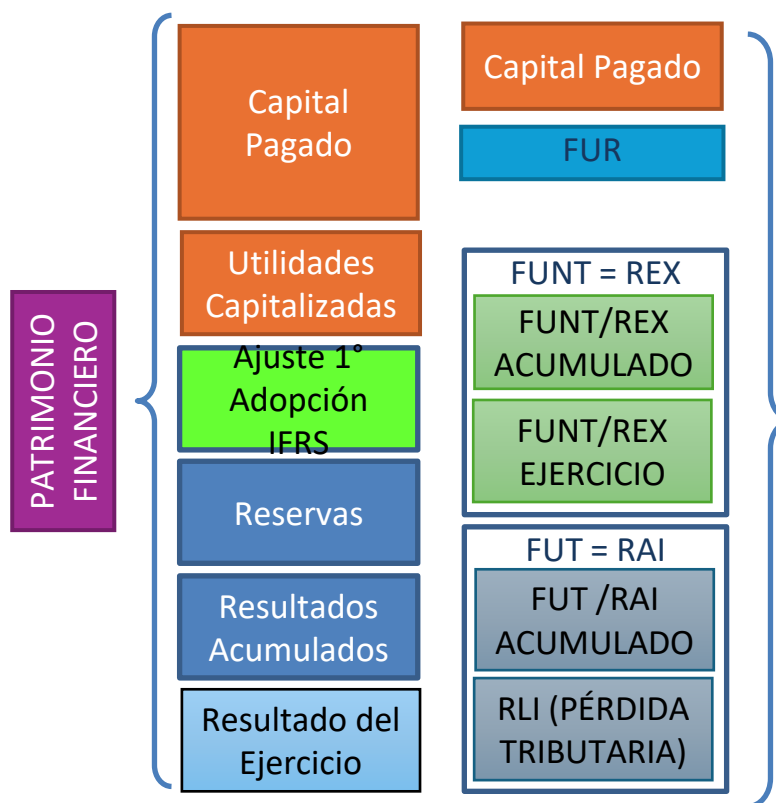 PATRIMONIO
FINANCIERO
Capital
Pagado
Utilidades
Capitalizadas
Ajuste 1°
Adopción
IFRS
Reservas
Resultados
Acumulados
Resultado del
Ejercicio
Capital Pagado
FUR
FUNT = REX
FUNT/REX
ACUMULADO
FUNT/REX
EJERCICIO
FUT = RAI
FUT /RAI
ACUMULADO
RLI (PÉRDIDA
TRIBUTARIA)